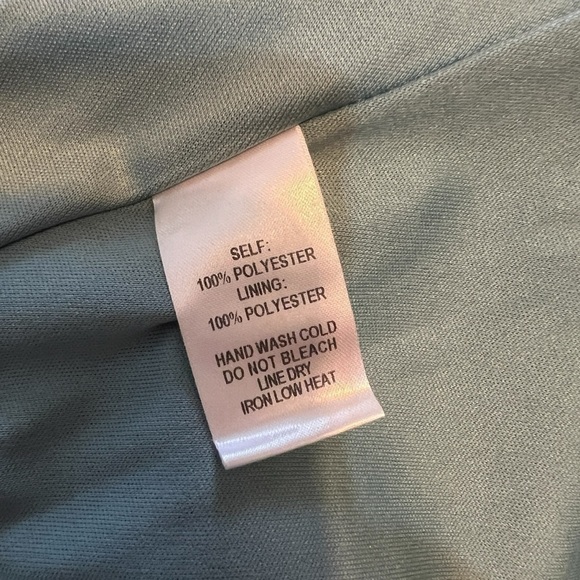 SELF:
100% POLYESTER
LINING:
100% POLYESTER
HAND WASH COLD
DO NOT BLEACH
LINE DRY
IRON LOW HEAT